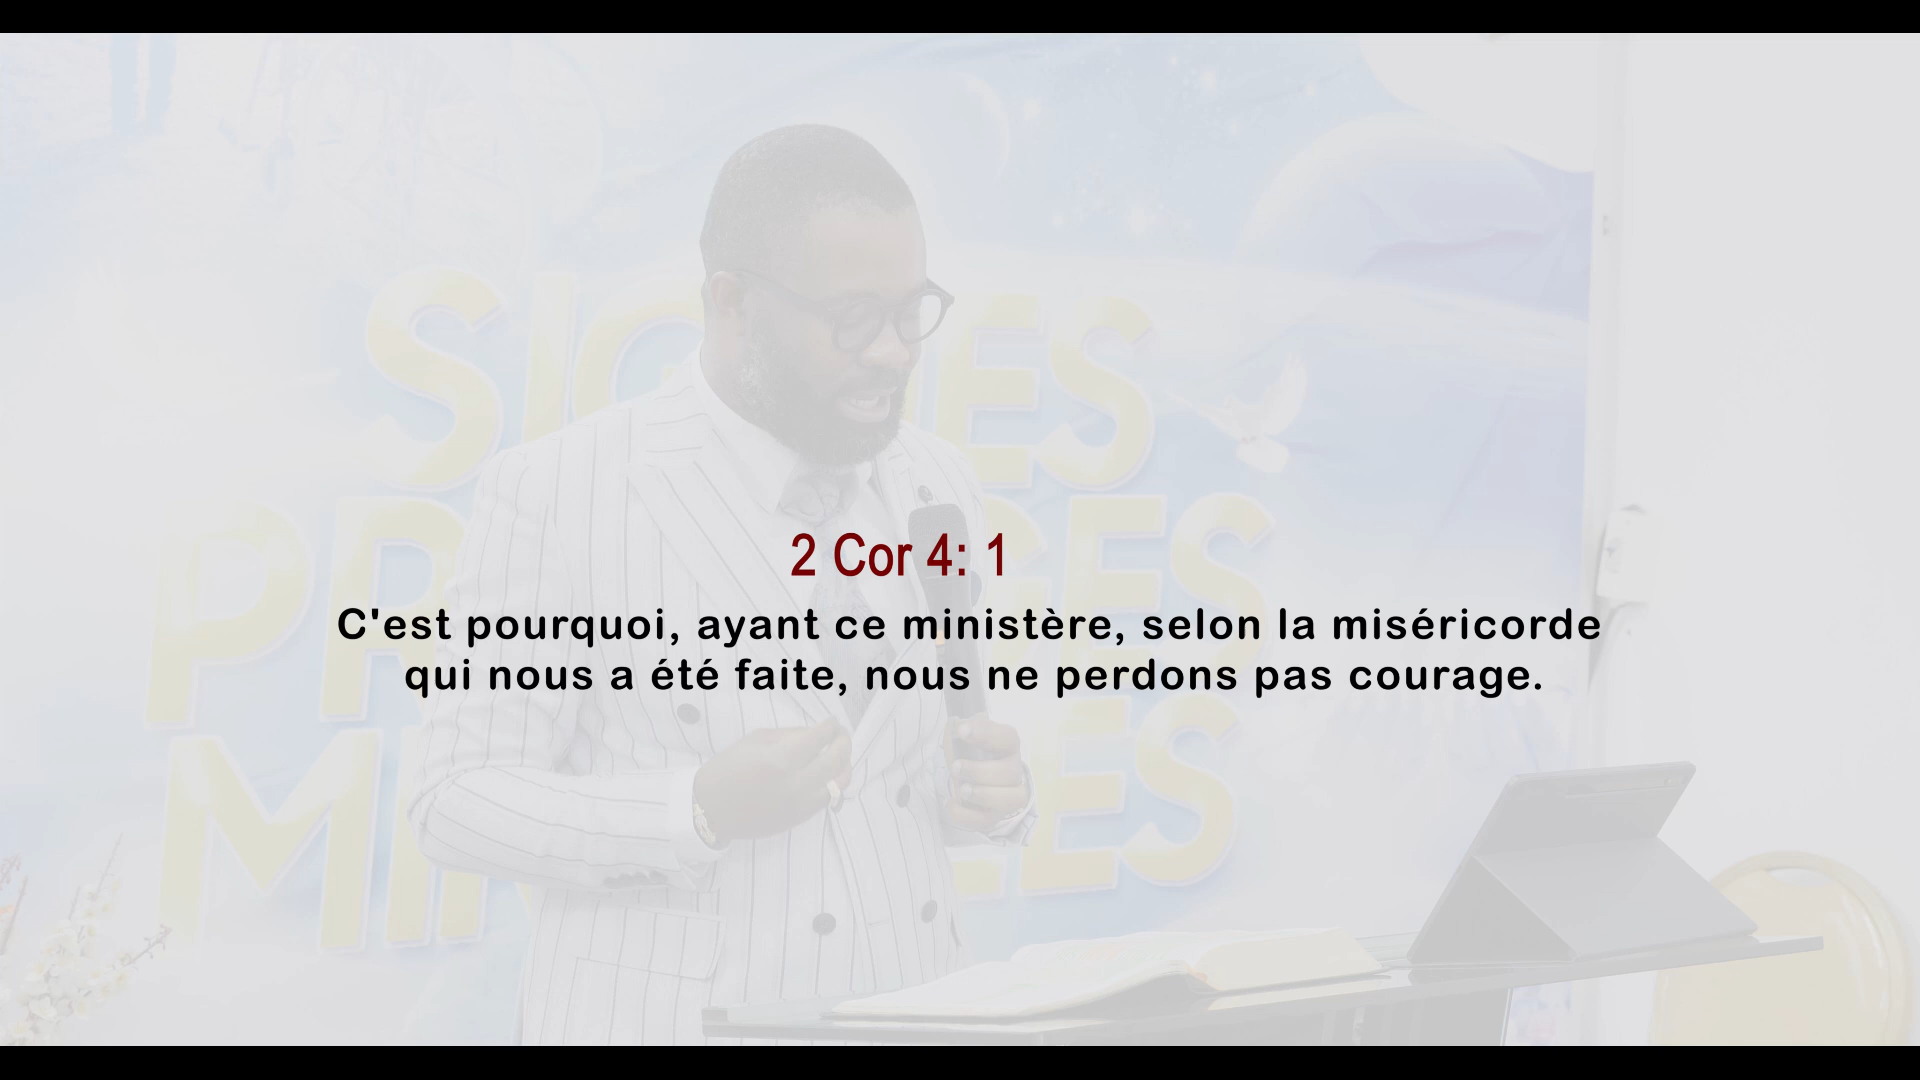 SIGNES
2 Cor 4: 1
C'est pourquoi, ayant ce ministère, selon la miséricorde
qui nous a été faite, nous ne perdons pas courage.